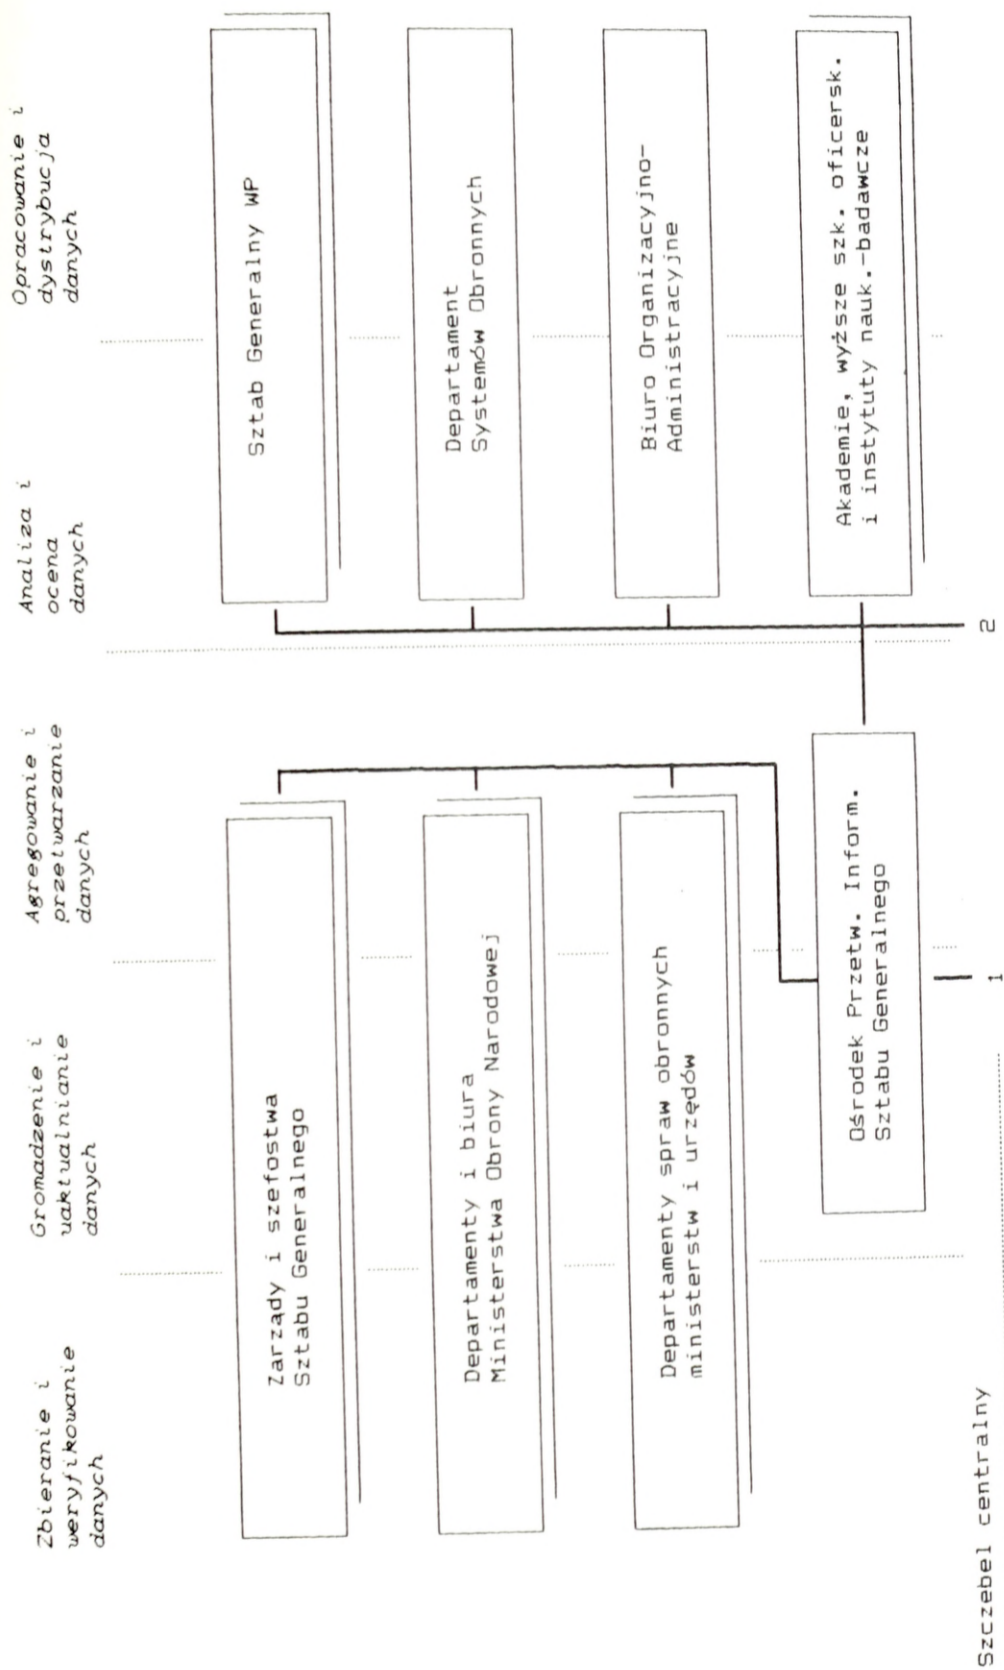 Zbieranie i
weryfikowanie
danych
Gromadzenie i
uaktualnianie
danych
Agregowanie i
przetwarzanie
danych
Analiza i
ocena
danych
Opracowanie i
dystrybucja
danych
Zarządy i szefostwa
Sztabu Generalnego
Sztab Generalny WP
Departamenty i biura
Ministerstwa Obrony Narodowej
Departament
Systemów Obronnych
Departamenty spraw obronnych
ministerstw i urzędów
Biuro Organizacyjno-
Administracyjne
Ośrodek Przetw. Inform.
Sztabu Generalnego
Akademie, wyższe szk. oficersk.
i instytuty nauk.-badawcze
Szczebel centralny
1
2